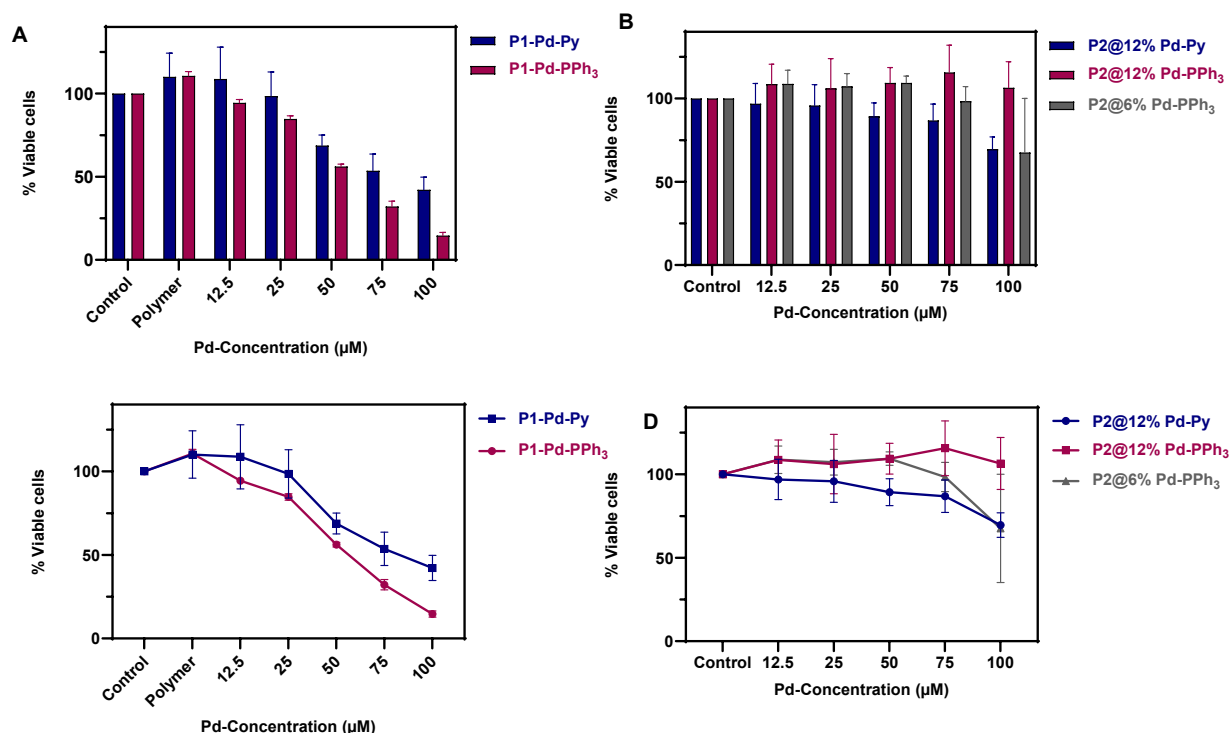 A
P1-Pd-Py
P1-Pd-PPh₃
% Viable cells
100
50
0
Control
Polymer
12.5
25
50
75
100
Pd-Concentration (µM)
B
P2@12% Pd-Py
P2@12% Pd-PPh₃
P2@6% Pd-PPh₃
% Viable cells
100
50
0
Control 12.5 25 50 75 100
Pd-Concentration (µM)
P1-Pd-Py
P1-Pd-PPh₃
% Viable cells
100
50
0
Control
Polymer
12.5
25
50
75
100
Pd-Concentration (µM)
D
P2@12% Pd-Py
P2@12% Pd-PPh₃
P2@6% Pd-PPh₃
% Viable cells
100
50
0
Control 12.5 25 50 75 100
Pd-Concentration (µM)